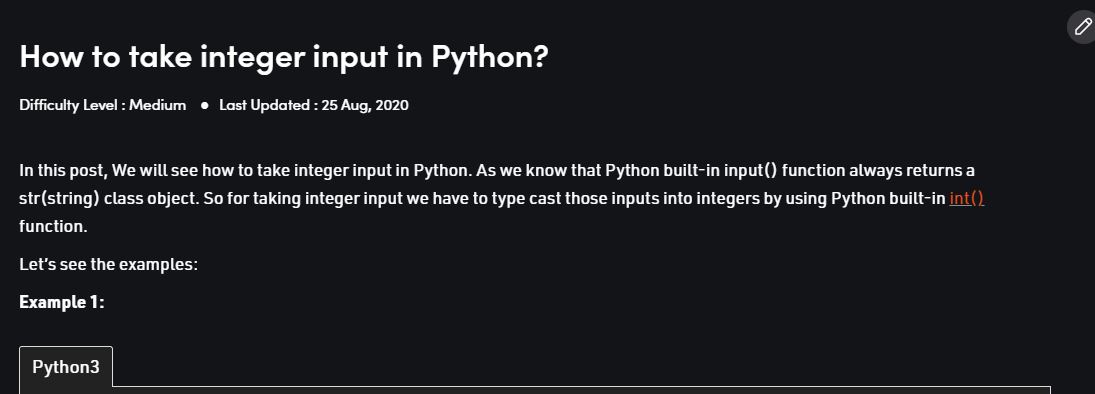 How to take integer input in Python?
Difficulty Level : Medium ● Last Updated : 25 Aug, 2020
In this post, We will see how to take integer input in Python. As we know that Python built-in input() function always returns a
str(string) class object. So for taking integer input we have to type cast those inputs into integers by using Python built-in int()
function.
Let's see the examples:
Example 1:
Python3